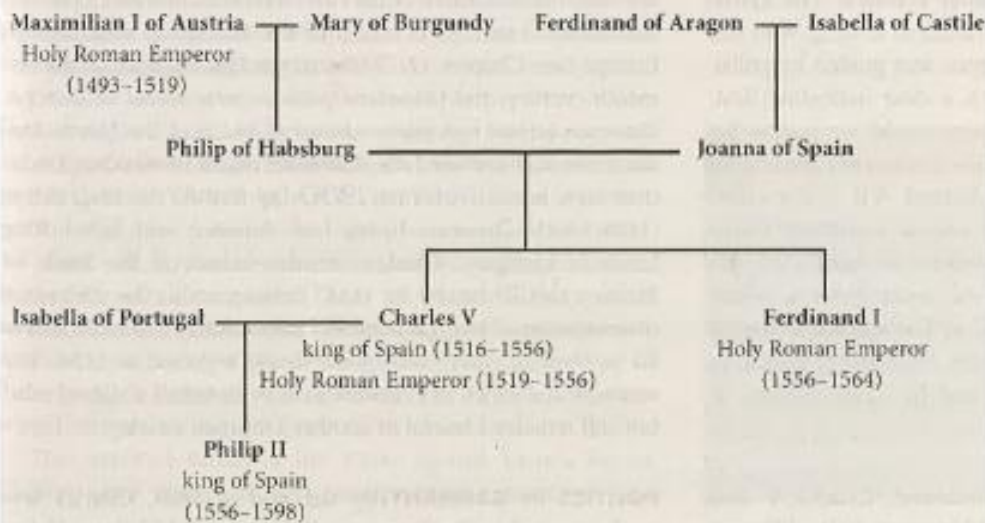 Maximilian I of Austria Mary of Burgundy Ferdinand of Aragon Isabella of Castile
Holy Roman Emperor
(1493–1519)
Philip of Habsburg Joanna of Spain
Isabella of Portugal Charles V Ferdinand I
king of Spain (1516–1556) Holy Roman Emperor
Holy Roman Emperor (1519–1556) (1556–1564)
Philip II
king of Spain
(1556–1598)